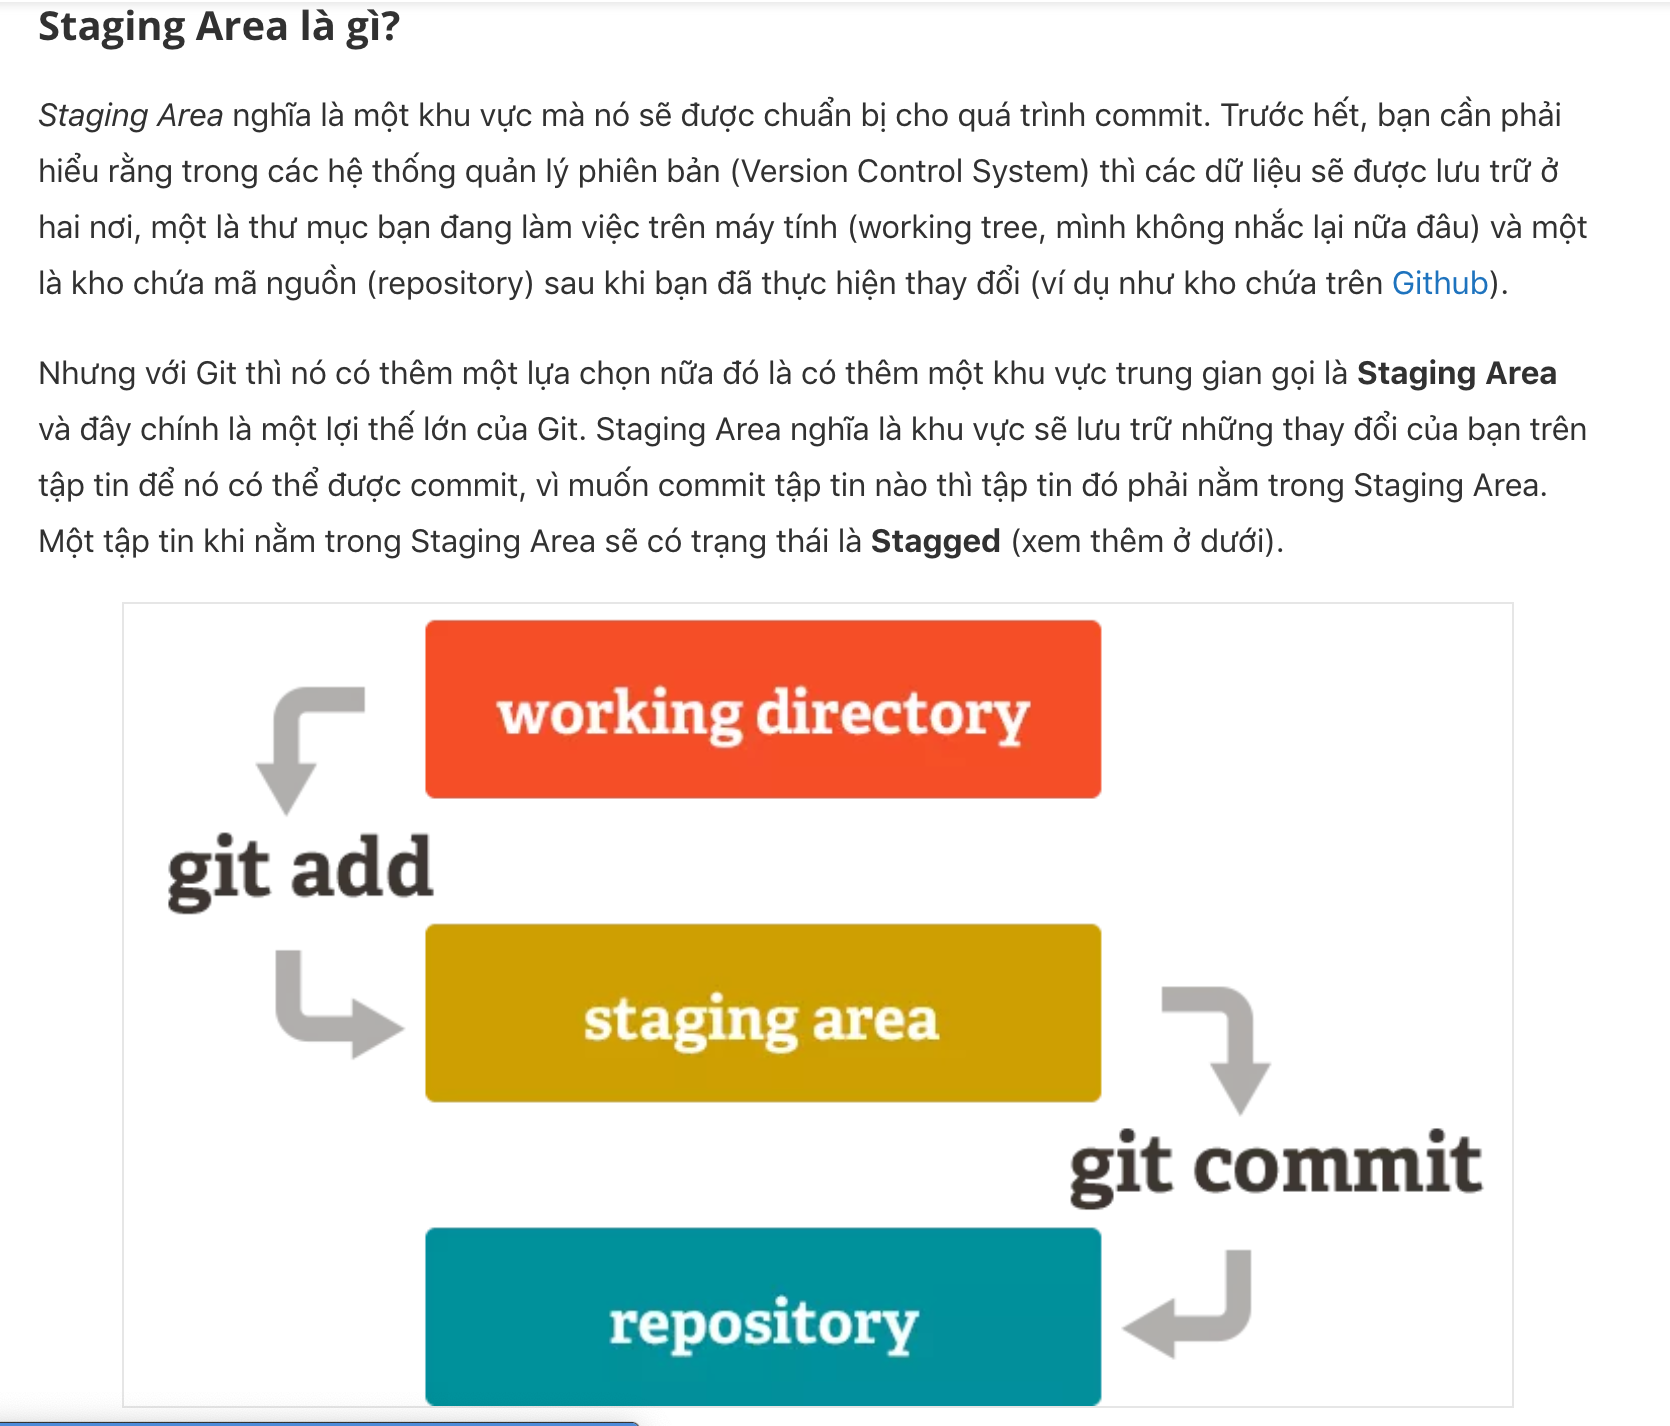 Staging Area là gì?
Staging Area nghĩa là một khu vực mà nó sẽ được chuẩn bị cho quá trình commit. Trước hết, bạn cần phải
hiểu rằng trong các hệ thống quản lý phiên bản (Version Control System) thì các dữ liệu sẽ được lưu trữ ở
hai nơi, một là thư mục bạn đang làm việc trên máy tính (working tree, mình không nhắc lại nữa đâu) và một
là kho chứa mã nguồn (repository) sau khi bạn đã thực hiện thay đổi (ví dụ như kho chứa trên Github).
Nhưng với Git thì nó có thêm một lựa chọn nữa đó là có thêm một khu vực trung gian gọi là Staging Area
và đây chính là một lợi thế lớn của Git. Staging Area nghĩa là khu vực sẽ lưu trữ những thay đổi của bạn trên
tập tin để nó có thể được commit, vì muốn commit tập tin nào thì tập tin đó phải nằm trong Staging Area.
Một tập tin khi nằm trong Staging Area sẽ có trạng thái là Stagged (xem thêm ở dưới).
working directory
git add
staging area
git commit
repository